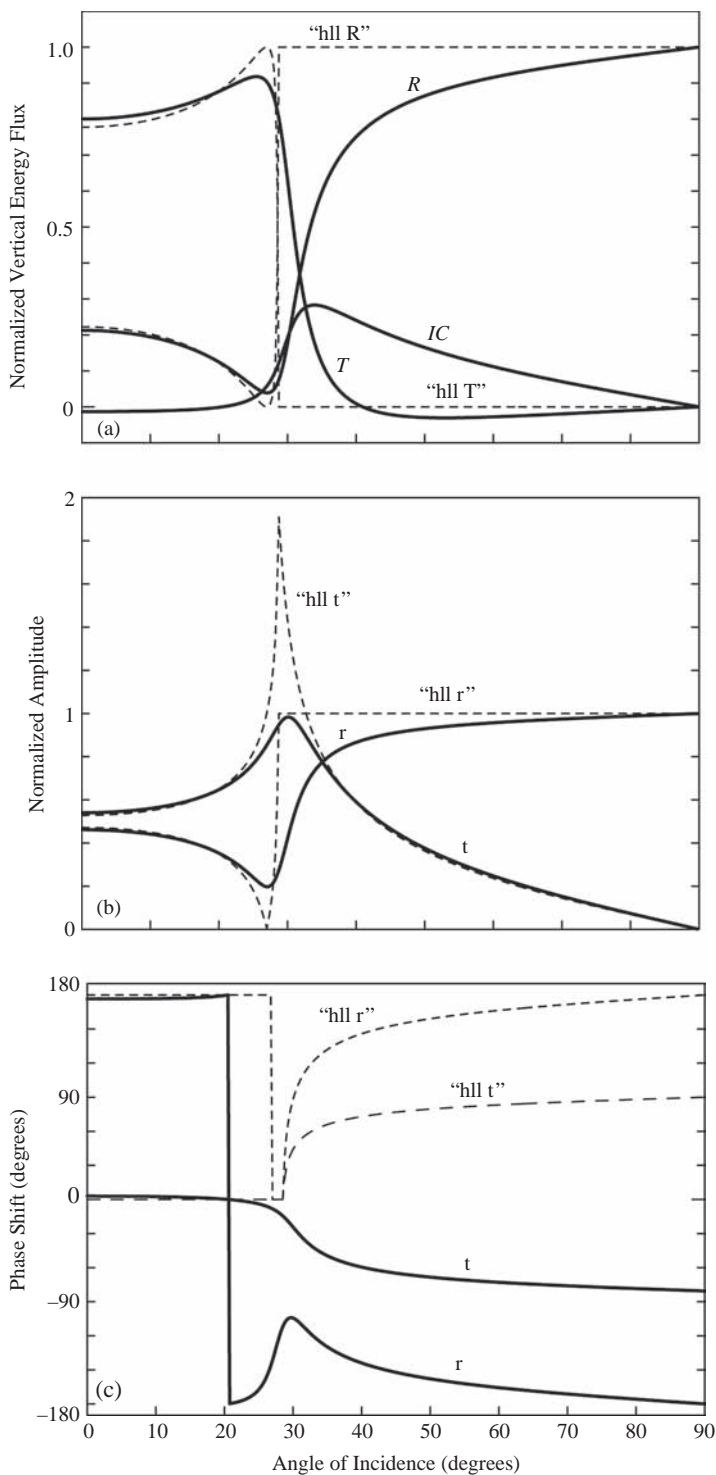 1.0
0.5
0
Normalized Vertical Energy Flux
“hll R”
R
IC
T
“hll T”
(a)
2
1
0
Normalized Amplitude
“hll t”
“hll r”
r
t
(b)
180
90
0
–90
–180
Phase Shift (degrees)
“hll r”
“hll t”
t
r
(c)
0 10 20 30 40 50 60 70 80 90
Angle of Incidence (degrees)